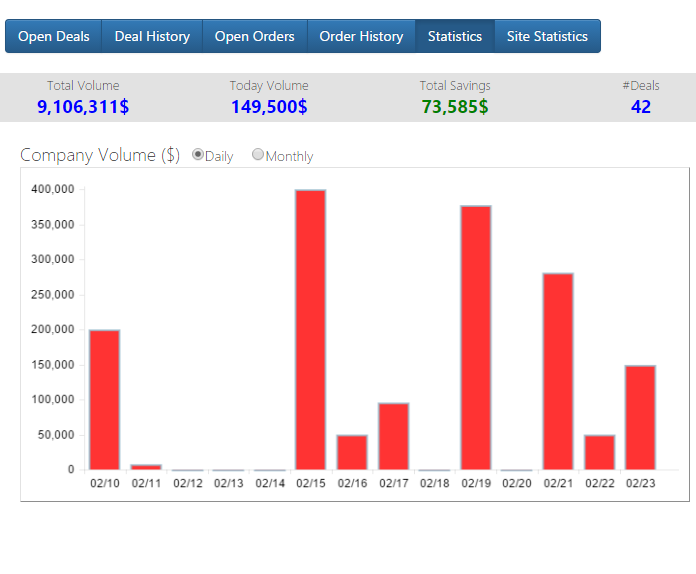 Open Deals Deal History Open Orders Order History Statistics Site Statistics
Total Volume Today Volume Total Savings #Deals
9,106,311$ 149,500$ 73,585$ 42
Company Volume ($) Daily Monthly
400,000
350,000
300,000
250,000
200,000
150,000
100,000
50,000
0
02/10 02/11 02/12 02/13 02/14 02/15 02/16 02/17 02/18 02/19 02/20 02/21 02/22 02/23